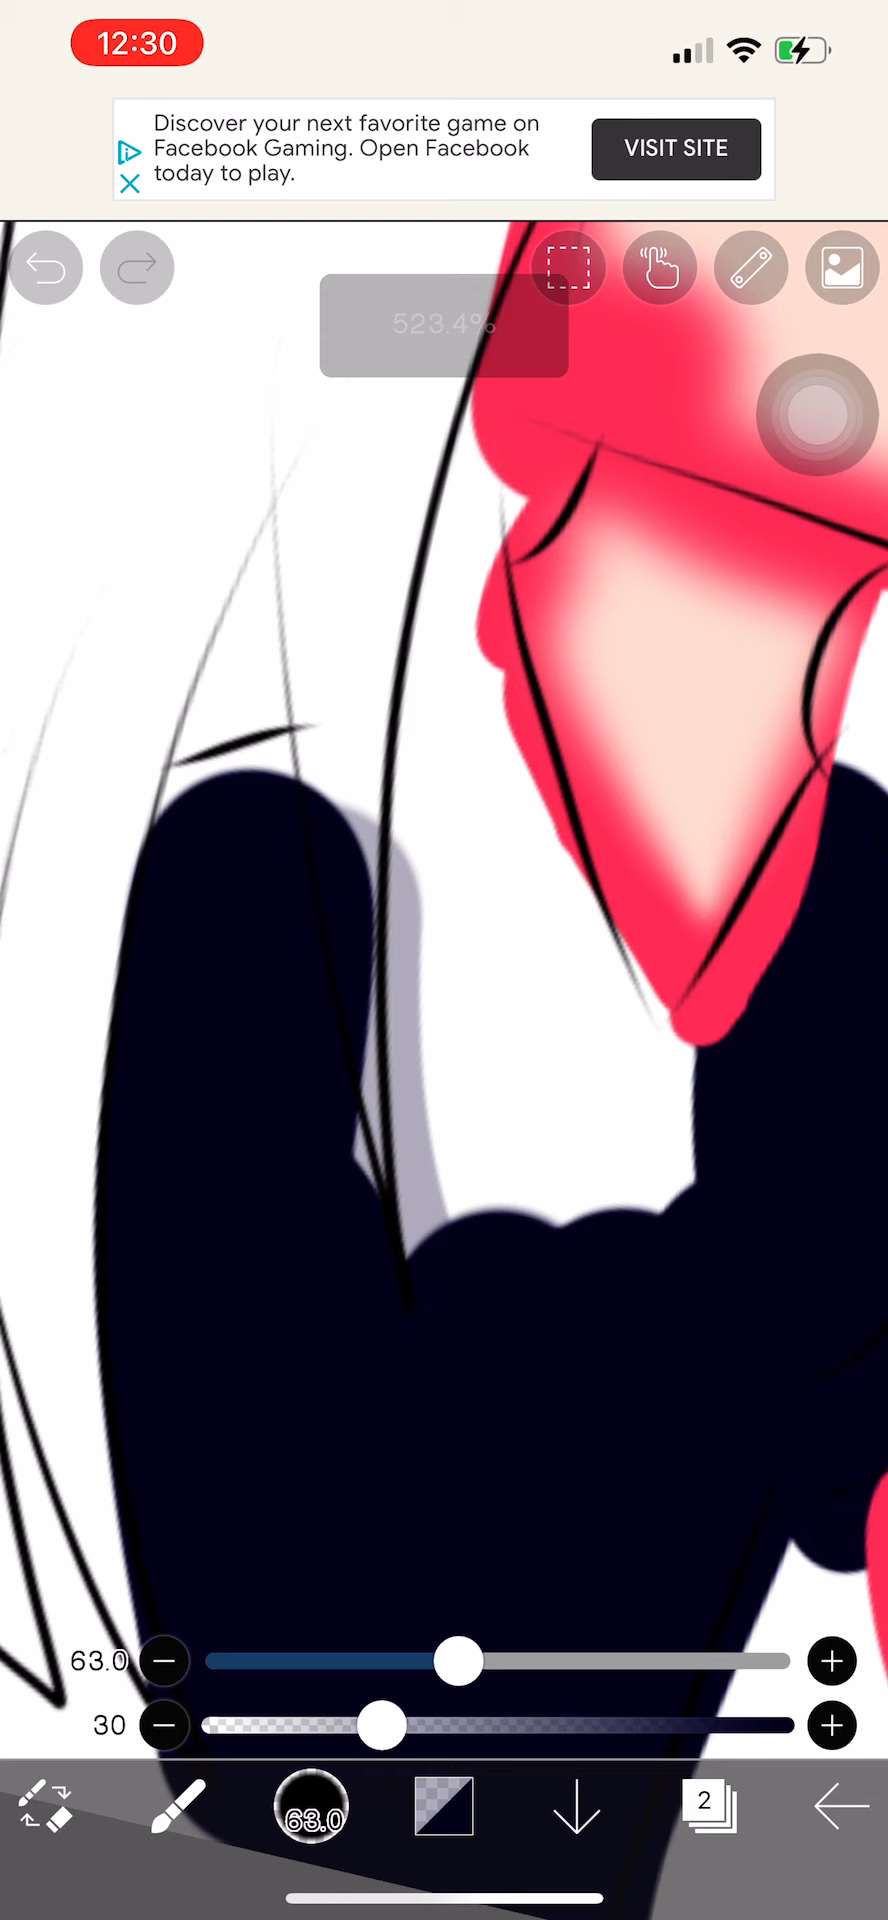 12:30
Discover your next favorite game on
Facebook Gaming. Open Facebook
today to play.
VISIT SITE
523.4%
63.0
30
63.0
2